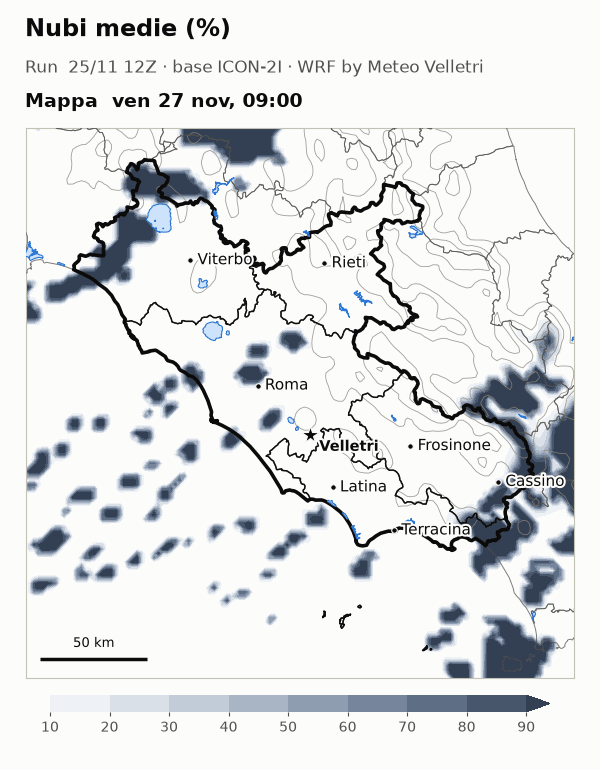 Nubi medie (%)
Run  25/11 12Z · base ICON-2I · WRF by Meteo Velletri
Mappa  ven 27 nov, 09:00
Viterbo
Rieti
Roma
Velletri
Frosinone
Cassino
Latina
Terracina
50 km
10 20 30 40 50 60 70 80 90